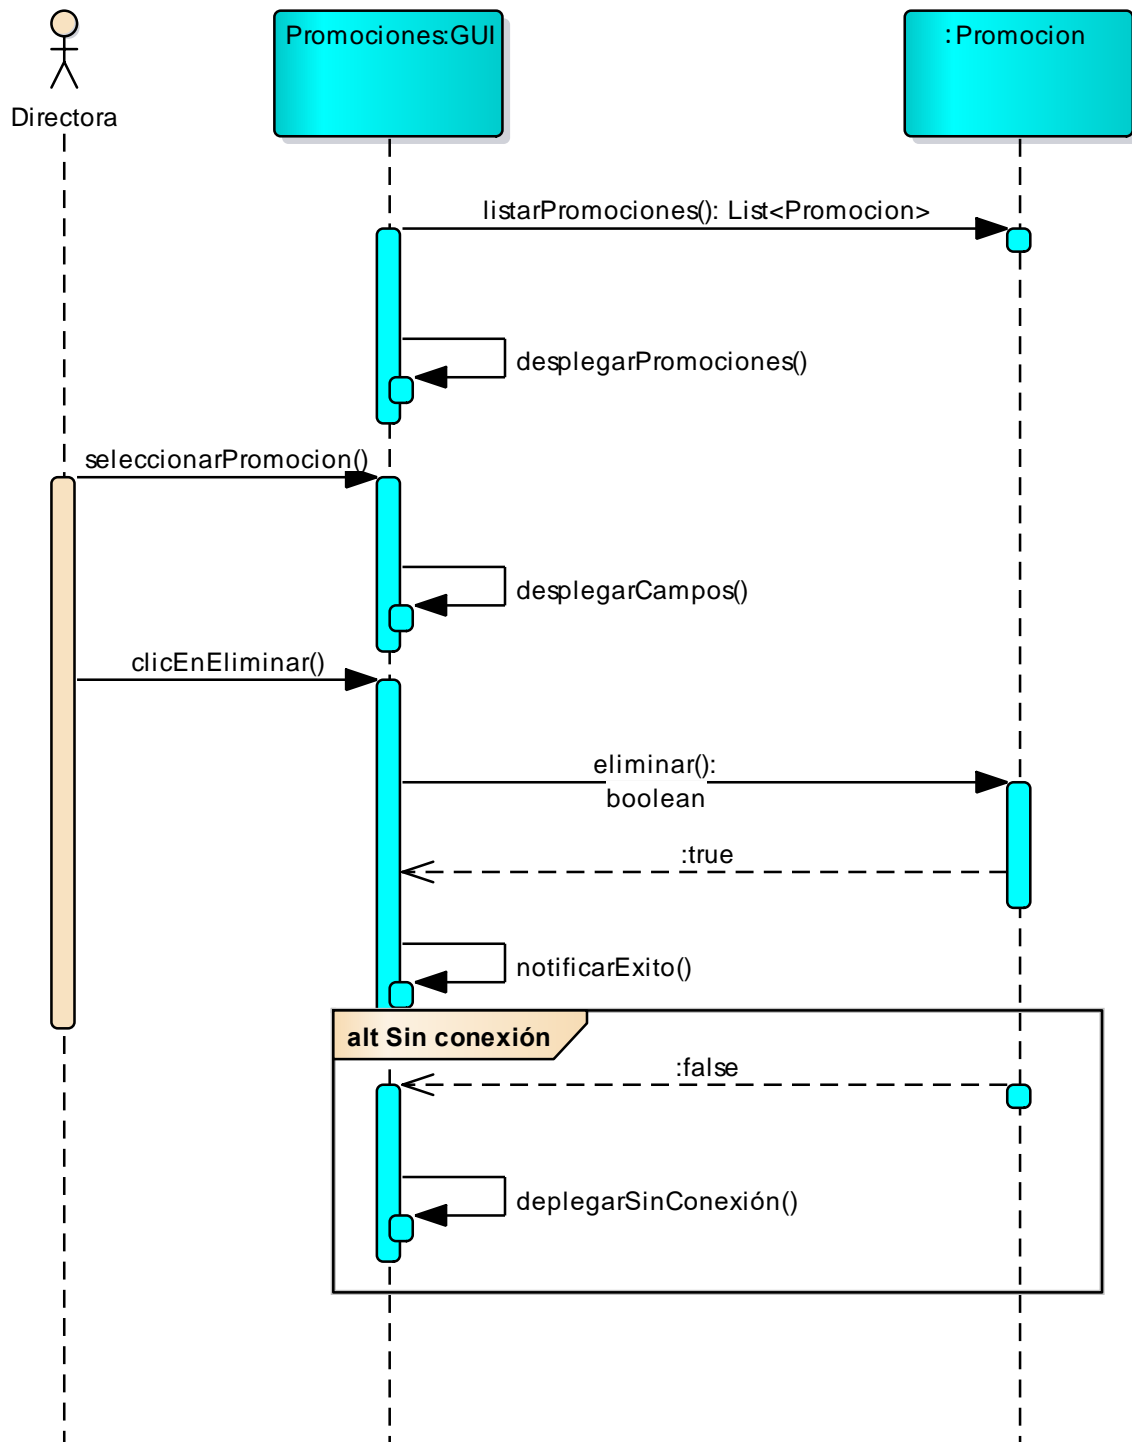 Promociones:GUI
:Promocion
Directora
listarPromociones(): List<Promocion>
desplegarPromociones()
seleccionarPromocion()
desplegarCampos()
clicEnEliminar()
eliminar():
boolean
:true
notificarExito()
alt Sin conexión
:false
deplegarSinConexión()